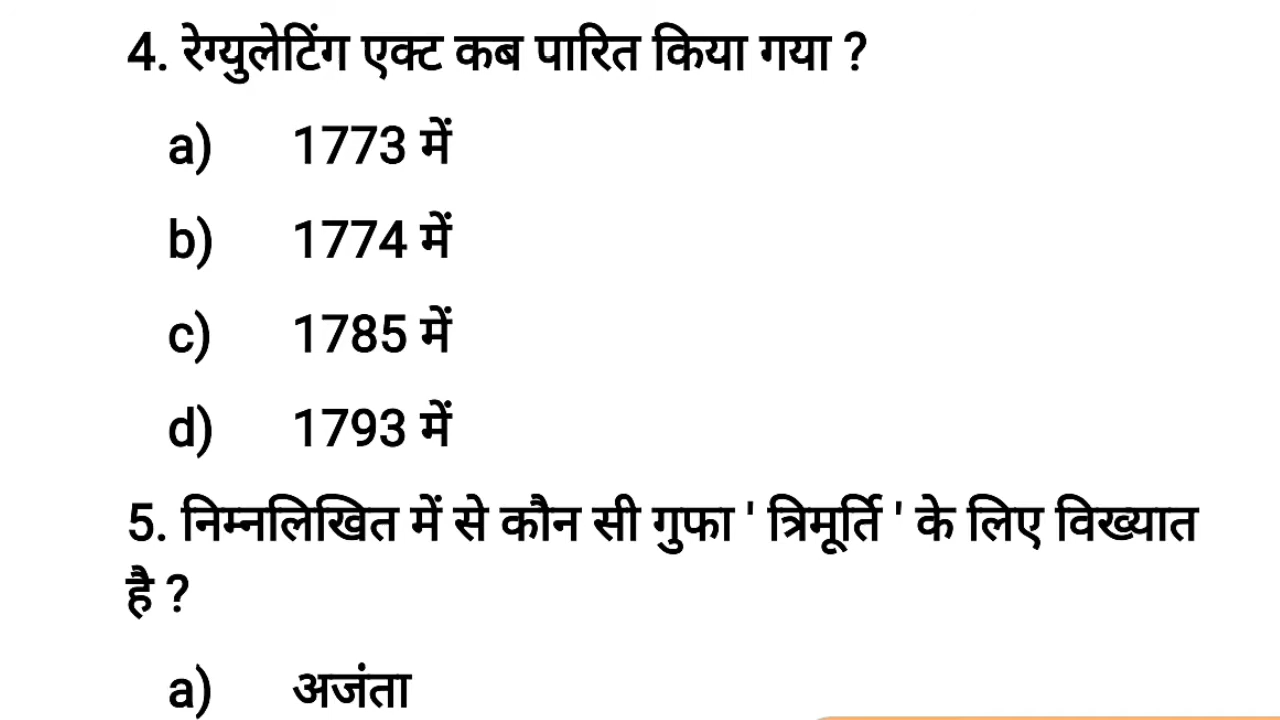 4. रेग्युलेटिंग एक्ट कब पारित किया गया ?
a) 1773 में
b) 1774 में
c) 1785 में
d) 1793 में
5. निम्नलिखित में से कौन सी गुफा ' त्रिमूर्ति ' के लिए विख्यात
है ?
a) अजंता